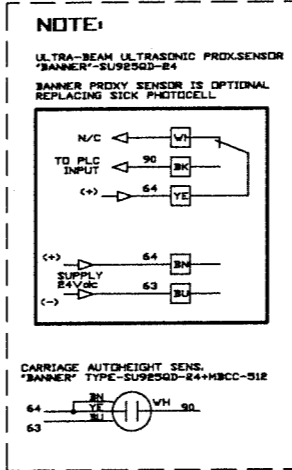 NOTE:
ULTRA-BEAM ULTRASONIC PROX.SENSOR
"BANNER"-SU925QD-24
BANNER PROXY SENSOR IS OPTIONAL
REPLACING SICK PHOTOCELL
N/C WH
TO PLC INPUT 90 BK
(+) 64 YE
(+) 64 BN
SUPPLY
24Vdc 63 BU
(-)
CARRIAGE AUTOHEIGHT SENS.
"BANNER" TYPE-SU925QD-24+MBCC-512
BN
64 YE WH 90
63 BU